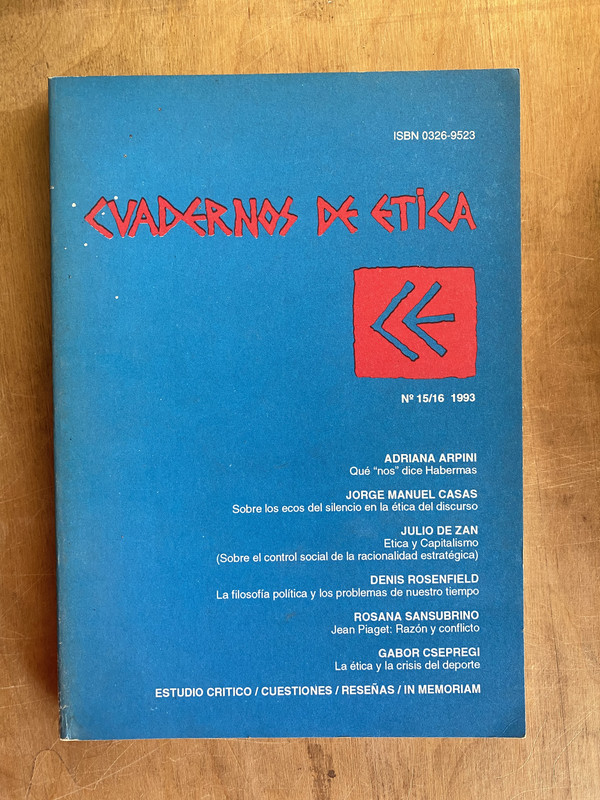 ISBN 0326-9523
CUADERNOS DE ETiCA
CE
Nº 15/16 1993
ADRIANA ARPINI
Qué “nos” dice Habermas
JORGE MANUEL CASAS
Sobre los ecos del silencio en la ética del discurso
JULIO DE ZAN
Etica y Capitalismo
(Sobre el control social de la racionalidad estratégica)
DENIS ROSENFIELD
La filosofía política y los problemas de nuestro tiempo
ROSANA SANSUBRINO
Jean Piaget: Razón y conflicto
GABOR CSEPREGI
La ética y la crisis del deporte
ESTUDIO CRITICO / CUESTIONES / RESEÑAS / IN MEMORIAM